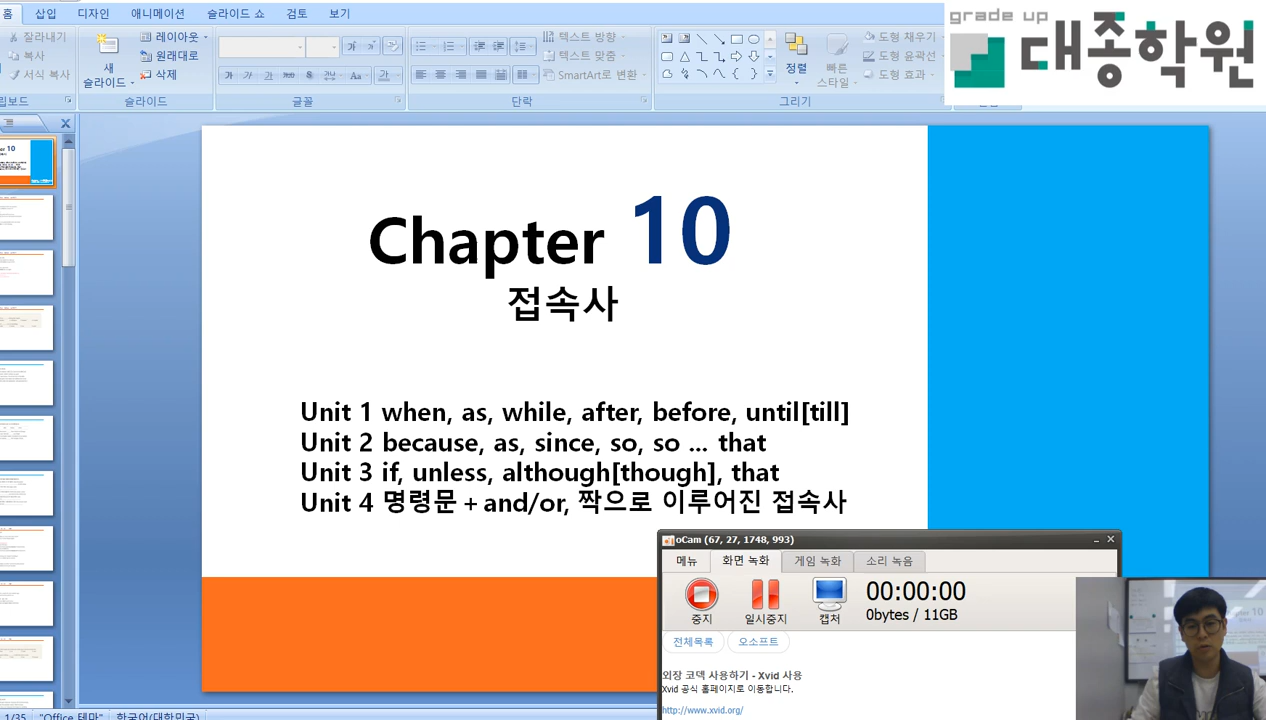 홈 삽입 디자인 애니메이션 슬라이드 쇼 검토 보기
잘라내기
복사
서식 복사
새
슬라이드
레이아웃
원래대로
삭제
슬라이드
가 가 가 abc S 가 Aa 가
글꼴
텍스트 방향
텍스트 맞춤
SmartArt로 변환
단락
정렬
빠른
스타일
도형 채우기
도형 윤곽선
도형 효과
그리기
grade up
대종학원
Chapter 10
접속사
Unit 1 when, as, while, after, before, until[till]
Unit 2 because, as, since, so, so ... that
Unit 3 if, unless, although[though], that
Unit 4 명령문 + and/or, 짝으로 이루어진 접속사
oCam (67, 27, 1748, 993)
메뉴 화면 녹화 게임 녹화 소리 녹음
중지 일시중지 캡처
00:00:00
0bytes / 11GB
전체목록 오소프트
외장 코덱 사용하기 - Xvid 사용
Xvid 공식 홈페이지로 이동합니다.
http://www.xvid.org/
1/35 "Office 테마" 한국어(대한민국)